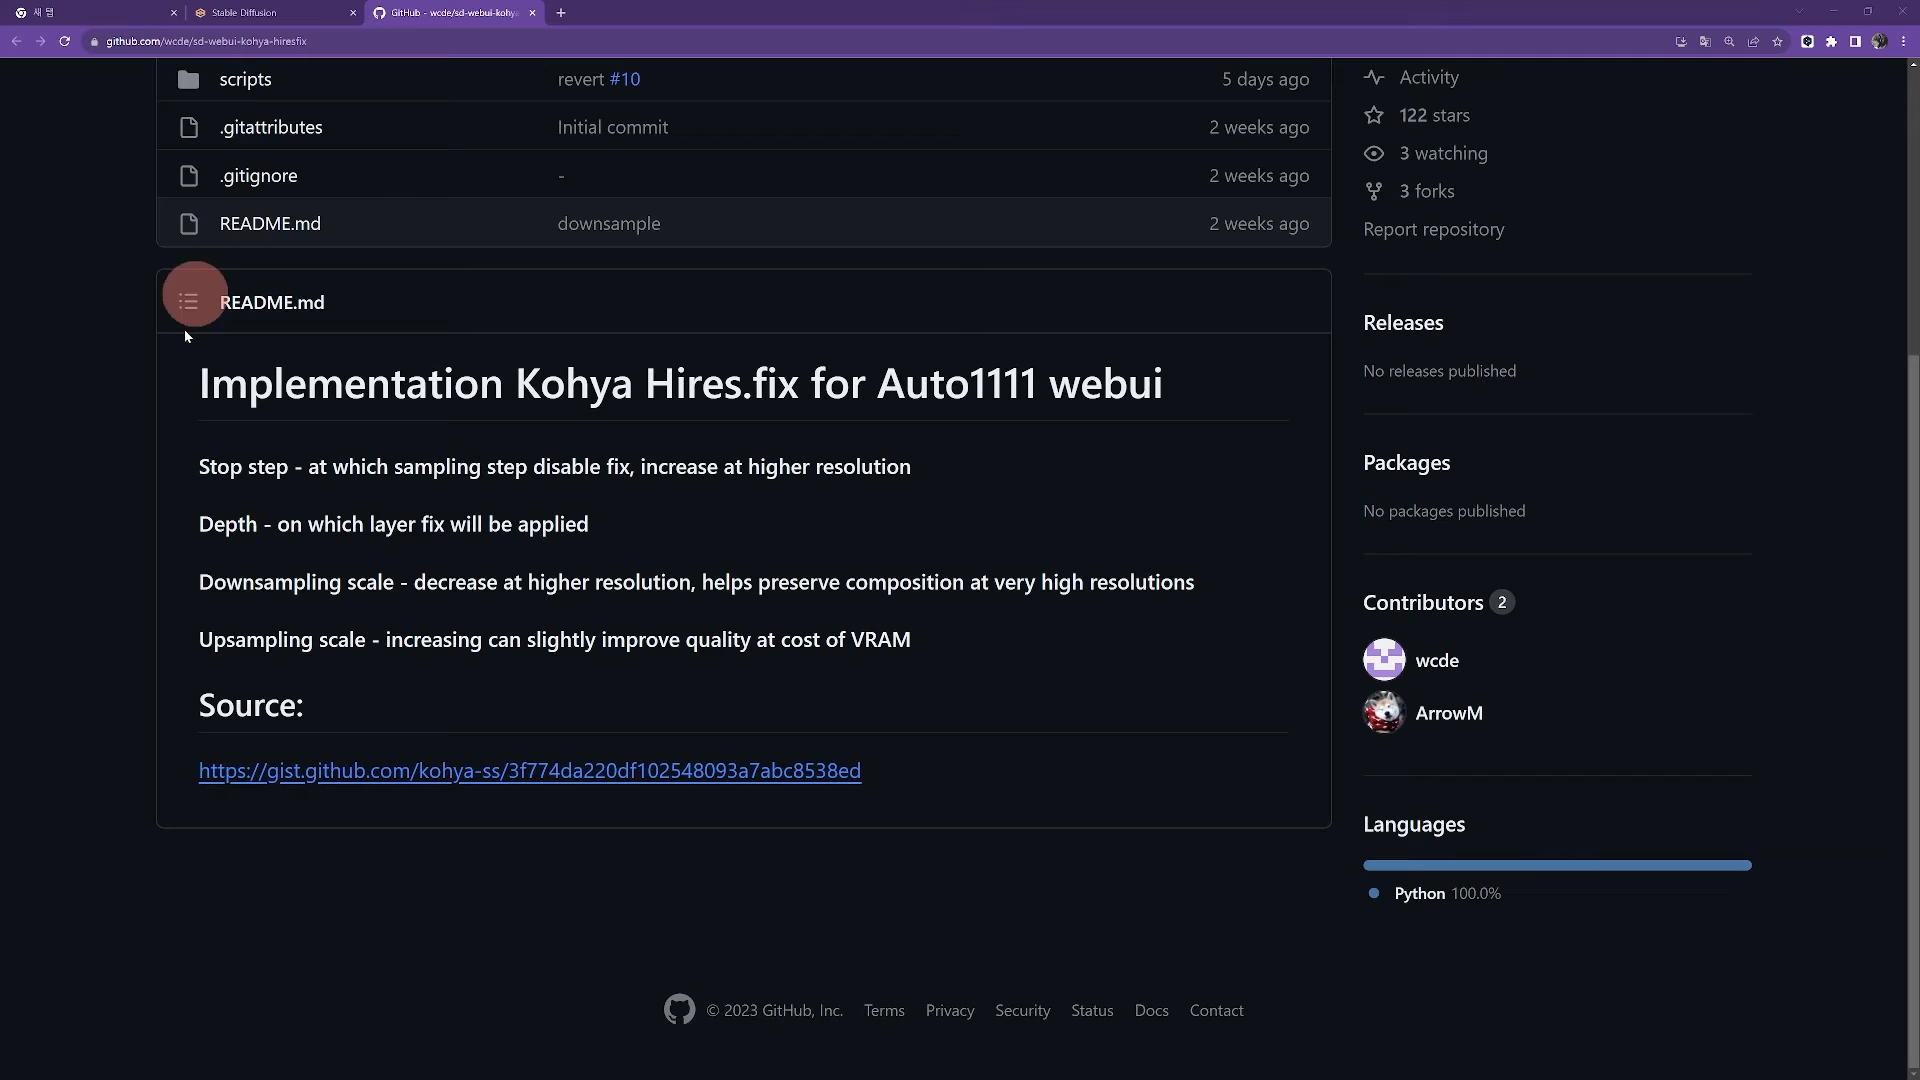 새 탭
Stable Diffusion
GitHub - wcde/sd-webui-kohya
github.com/wcde/sd-webui-kohya-hiresfix
scripts revert #10 5 days ago
.gitattributes Initial commit 2 weeks ago
.gitignore - 2 weeks ago
README.md downsample 2 weeks ago
README.md
Implementation Kohya Hires.fix for Auto1111 webui
Stop step - at which sampling step disable fix, increase at higher resolution
Depth - on which layer fix will be applied
Downsampling scale - decrease at higher resolution, helps preserve composition at very high resolutions
Upsampling scale - increasing can slightly improve quality at cost of VRAM
Source:
https://gist.github.com/kohya-ss/3f774da220df102548093a7abc8538ed
Activity
122 stars
3 watching
3 forks
Report repository
Releases
No releases published
Packages
No packages published
Contributors 2
wcde
ArrowM
Languages
Python 100.0%
© 2023 GitHub, Inc. Terms Privacy Security Status Docs Contact